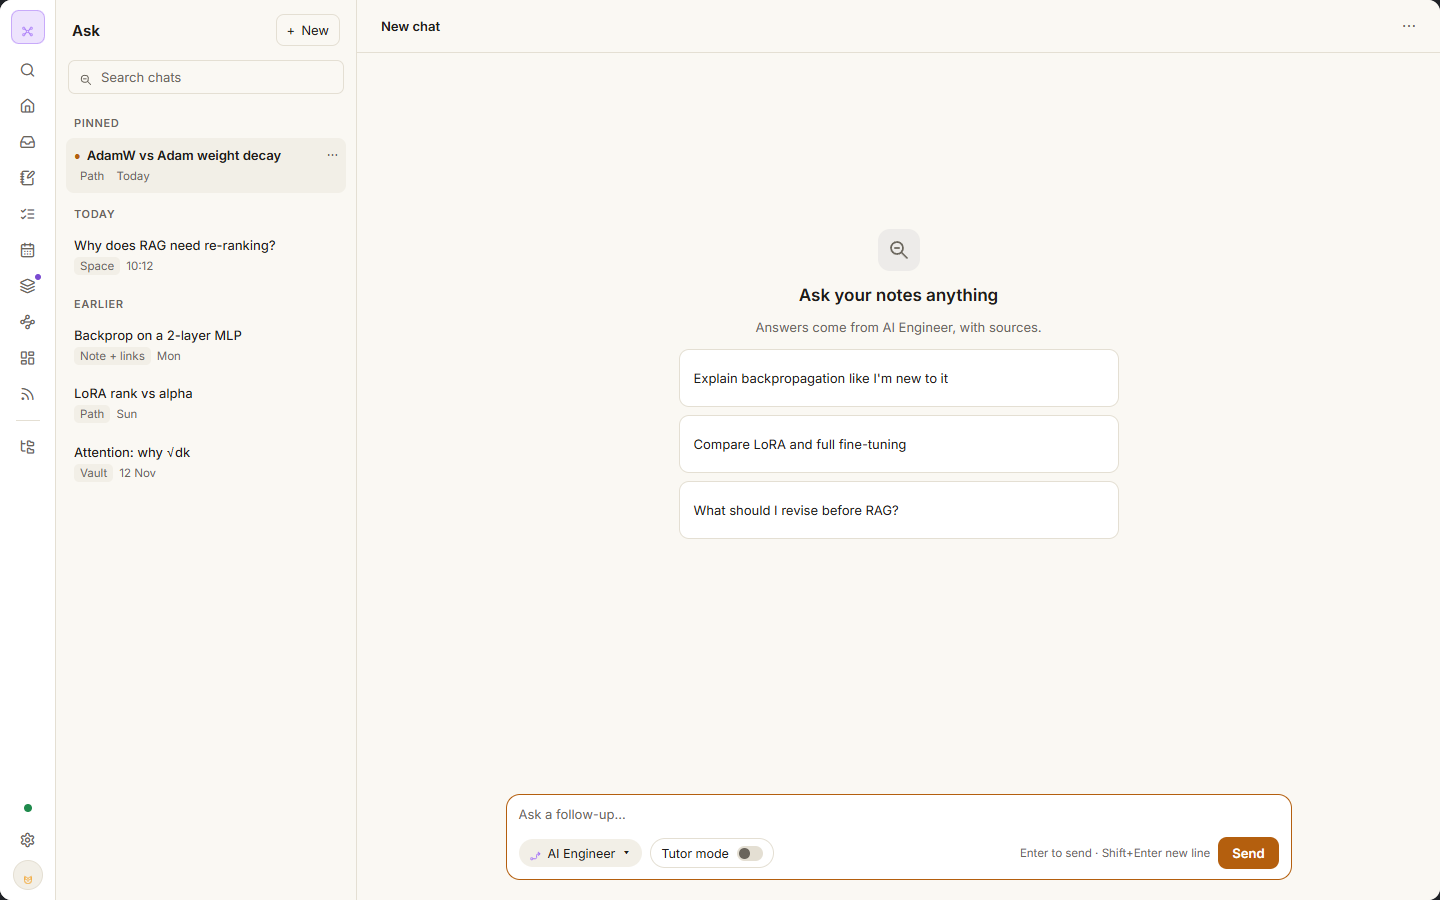 Ask
+ New
Search chats
PINNED
AdamW vs Adam weight decay
Path Today
TODAY
Why does RAG need re-ranking?
Space 10:12
EARLIER
Backprop on a 2-layer MLP
Note + links Mon
LoRA rank vs alpha
Path Sun
Attention: why √dk
Vault 12 Nov
New chat
Ask your notes anything
Answers come from AI Engineer, with sources.
Explain backpropagation like I'm new to it
Compare LoRA and full fine-tuning
What should I revise before RAG?
Ask a follow-up...
AI Engineer Tutor mode Enter to send · Shift+Enter new line Send